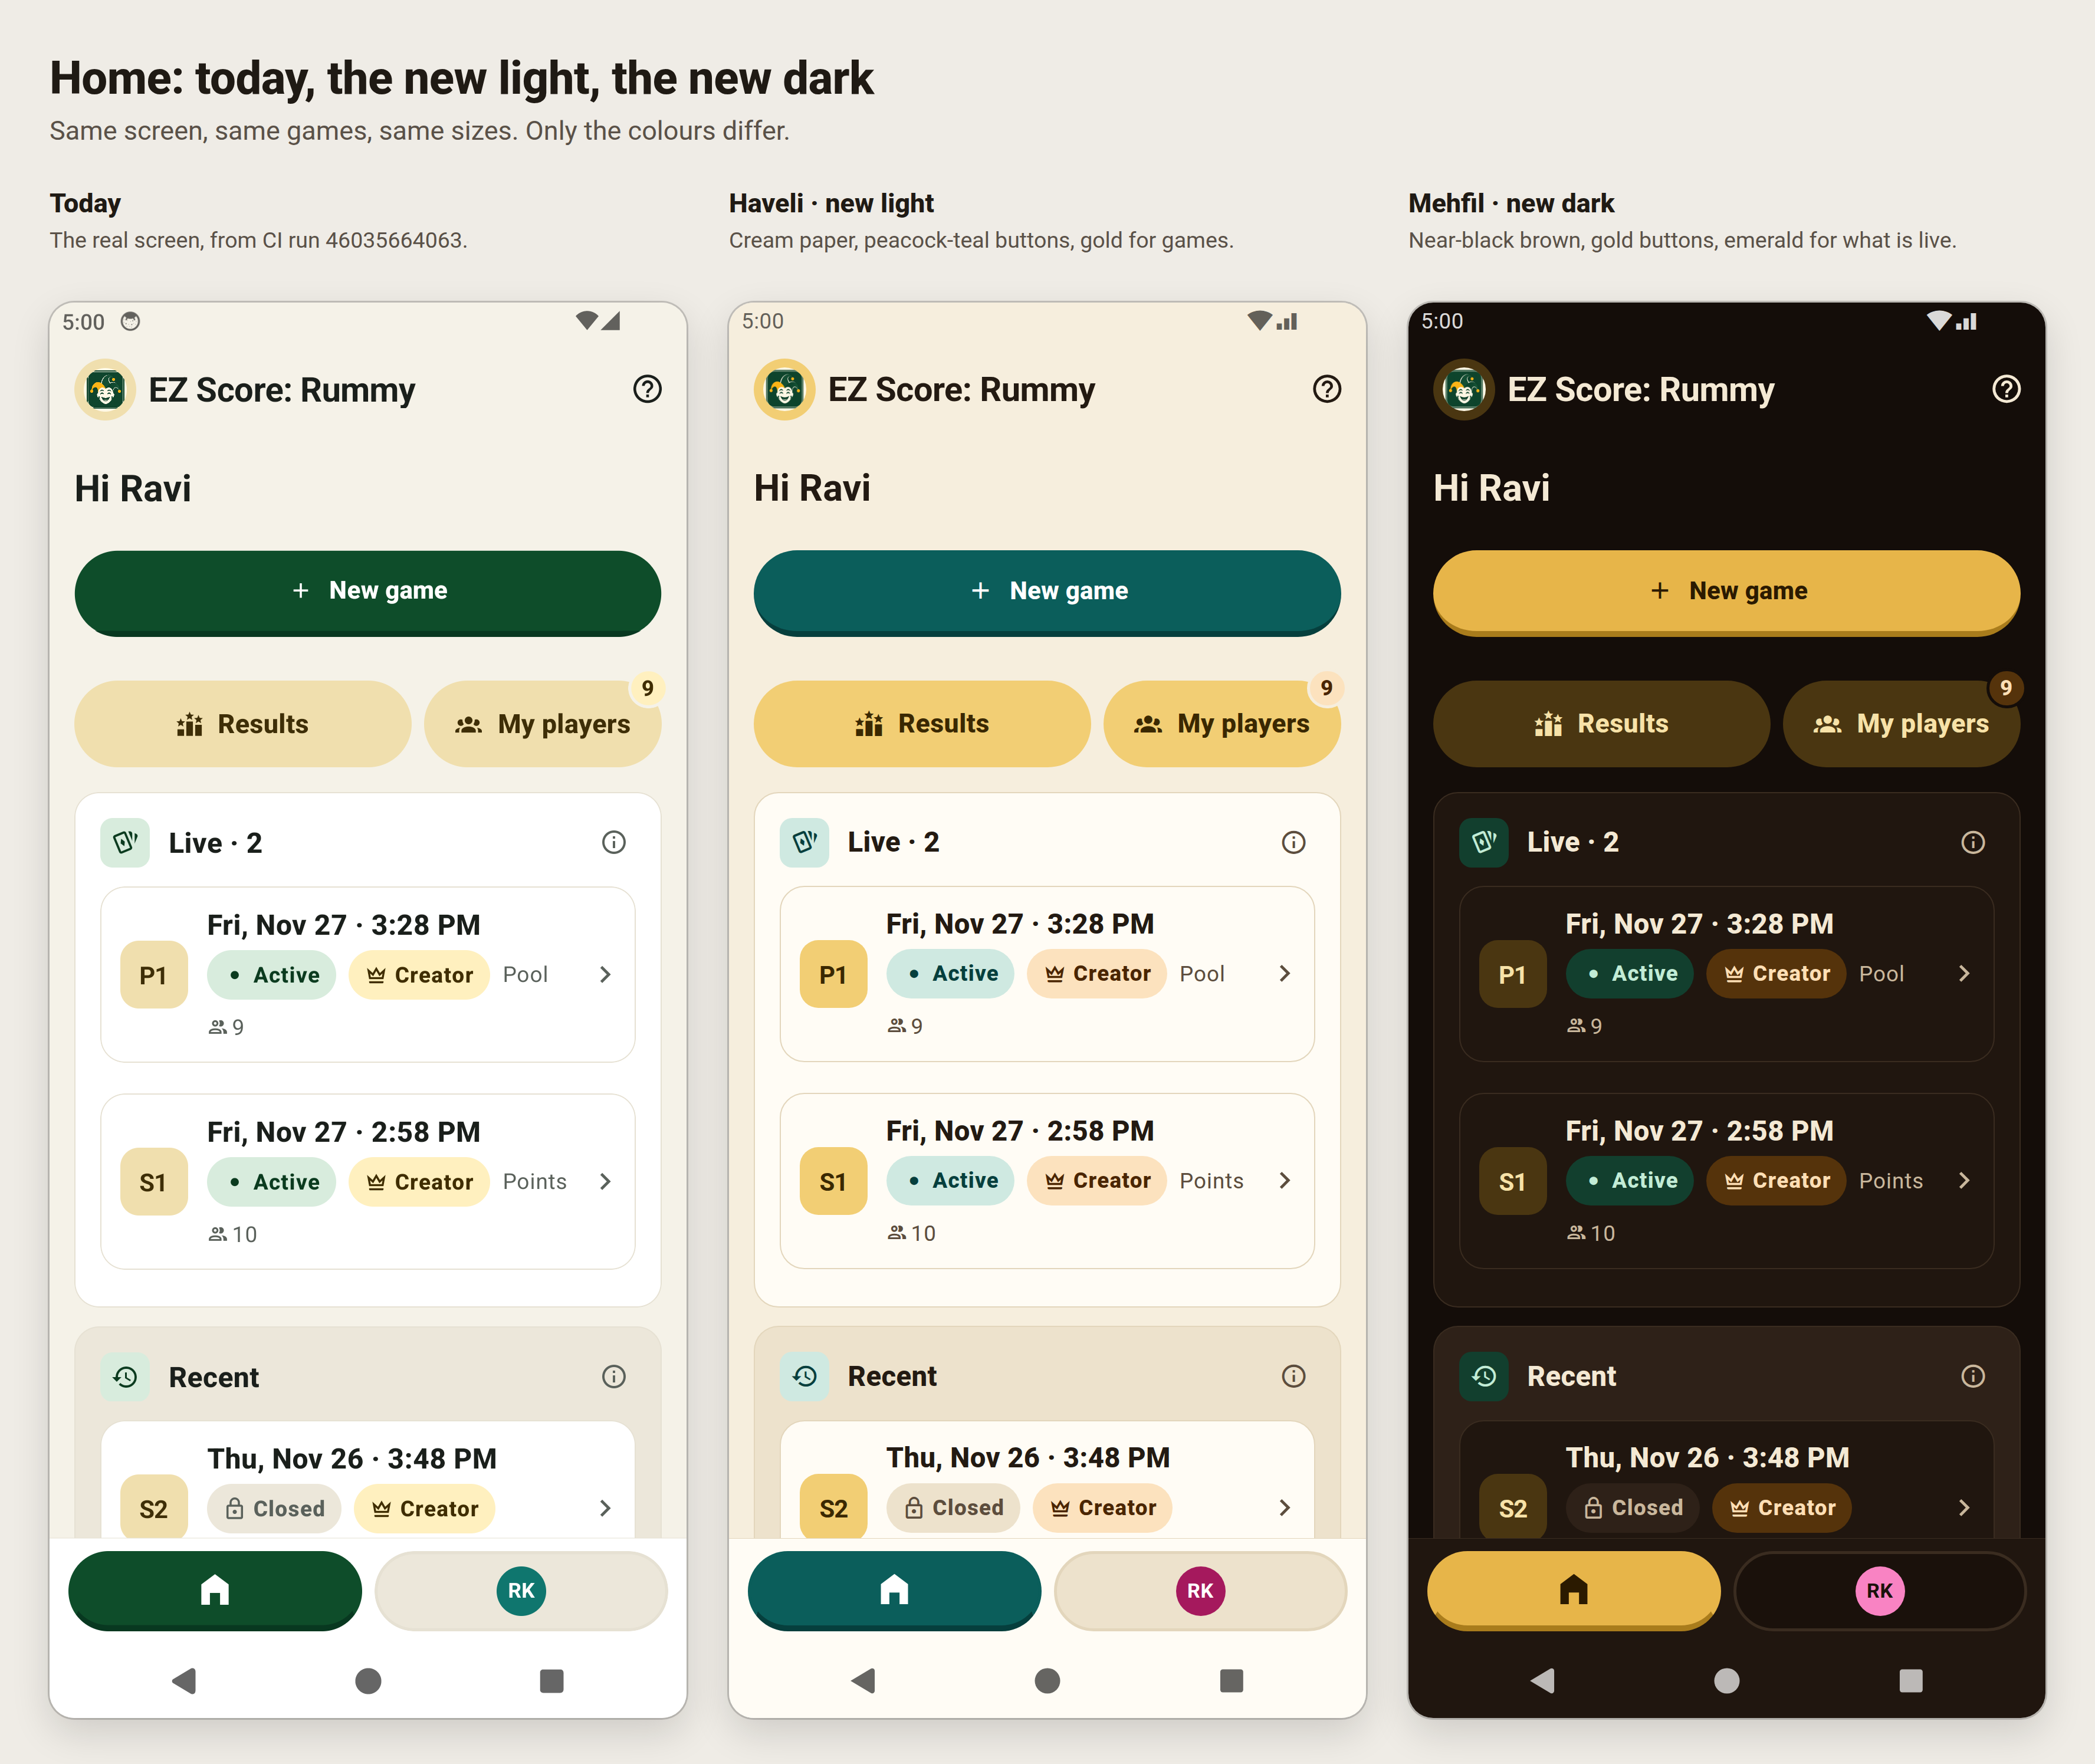 Home: today, the new light, the new dark
Same screen, same games, same sizes. Only the colours differ.
Today
The real screen, from CI run 46035664063.
5:00
EZ Score: Rummy
Hi Ravi
+ New game
Results
My players
9
Live · 2
Fri, Nov 27 · 3:28 PM
P1
Active
Creator
Pool
9
Fri, Nov 27 · 2:58 PM
S1
Active
Creator
Points
10
Recent
Thu, Nov 26 · 3:48 PM
S2
Closed
Creator
RK
Haveli · new light
Cream paper, peacock-teal buttons, gold for games.
5:00
EZ Score: Rummy
Hi Ravi
+ New game
Results
My players
9
Live · 2
Fri, Nov 27 · 3:28 PM
P1
Active
Creator
Pool
9
Fri, Nov 27 · 2:58 PM
S1
Active
Creator
Points
10
Recent
Thu, Nov 26 · 3:48 PM
S2
Closed
Creator
RK
Mehfil · new dark
Near-black brown, gold buttons, emerald for what is live.
5:00
EZ Score: Rummy
Hi Ravi
+ New game
Results
My players
9
Live · 2
Fri, Nov 27 · 3:28 PM
P1
Active
Creator
Pool
9
Fri, Nov 27 · 2:58 PM
S1
Active
Creator
Points
10
Recent
Thu, Nov 26 · 3:48 PM
S2
Closed
Creator
RK